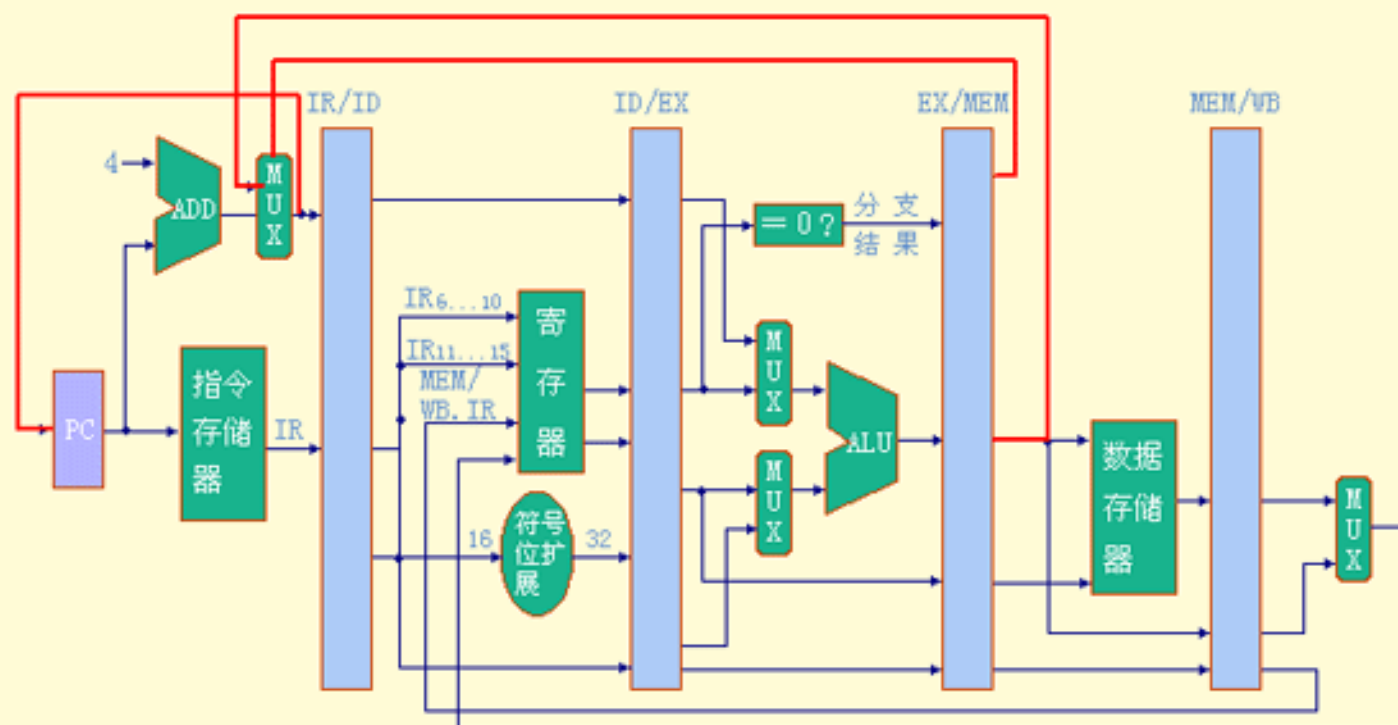 IR/ID
ID/EX
EX/MEM
MEM/WB
4
ADD
MUX
=0?
分支
结果
IR6...10
IR11...15
MEM/
WB.IR
寄存器
MUX
PC
指令
存储
器
IR
ALU
数据
存储
器
MUX
MUX
16
符号
位扩
展
32